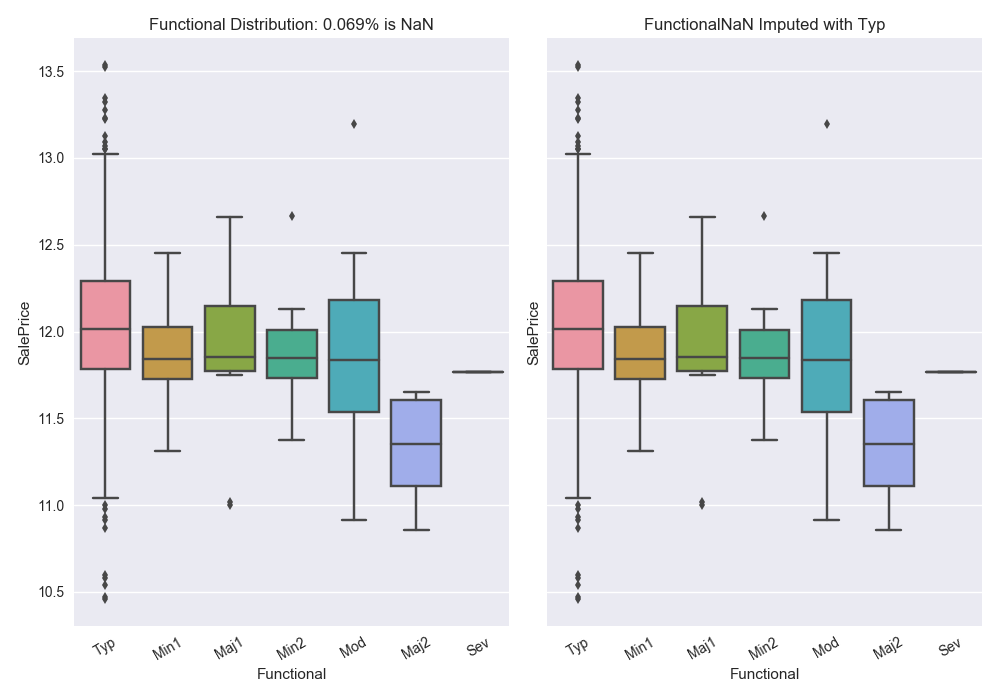 Functional Distribution: 0.069% is NaN
FunctionalNaN Imputed with Typ
13.5
13.0
12.5
12.0
11.5
11.0
10.5
SalePrice
SalePrice
Typ Min1 Maj1 Min2 Mod Maj2 Sev
Typ Min1 Maj1 Min2 Mod Maj2 Sev
Functional
Functional